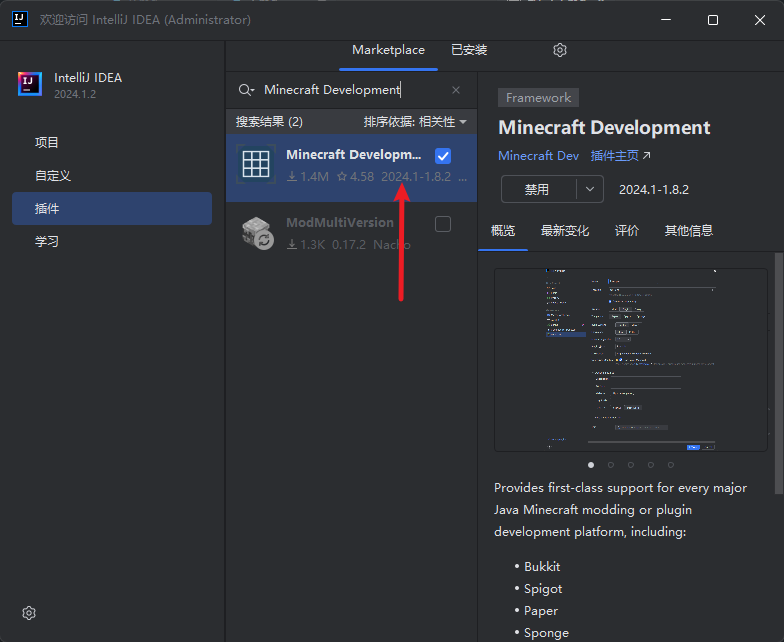 欢迎访问 IntelliJ IDEA (Administrator)
IntelliJ IDEA
2024.1.2
项目
自定义
插件
学习
Marketplace
已安装
Minecraft Development
搜索结果 (2)
排序依据: 相关性
Minecraft Developm...
1.4M 4.58 2024.1-1.8.2 ...
ModMultiVersion
1.3K 0.17.2 Nacho
Framework
Minecraft Development
Minecraft Dev 插件主页
禁用
2024.1-1.8.2
概览
最新变化
评价
其他信息
Provides first-class support for every major
Java Minecraft modding or plugin
development platform, including:
• Bukkit
• Spigot
• Paper
• Sponge